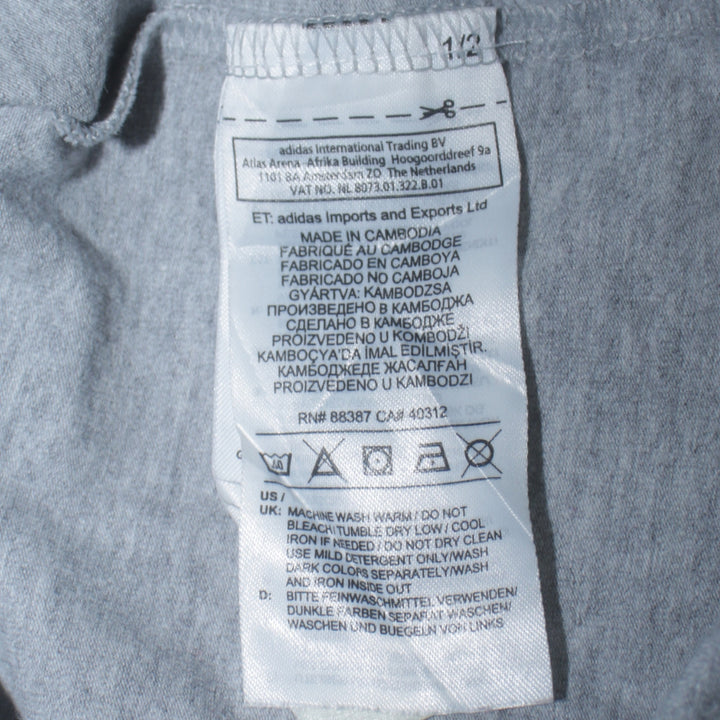 1/2
adidas International Trading BV
Atlas Arena Afrika Building Hoogoorddreef 9a
1101 BA Amsterdam ZO The Netherlands
VAT NO. NL 8073.01.322.B.01
ET: adidas Imports and Exports Ltd
MADE IN CAMBODIA
FABRIQUÉ AU CAMBODGE
FABRICADO EN CAMBOYA
FABRICADO NO CAMBOJA
GYÁRTVA: KAMBODZSA
ПРОИЗВЕДЕНО В КАМБОДЖА
СДЕЛАНО В КАМБОДЖЕ
PROIZVEDENO U KOMBODŽI
KAMBOÇYA'DA İMAL EDİLMİŞTİR.
КАМБОДЖЕДЕ ЖАСАЛҒАН
PROIZVEDENO U KAMBODZI
RN# 88387 CA# 40312
US /
UK: MACHINE WASH WARM / DO NOT
BLEACH/TUMBLE DRY LOW / COOL
IRON IF NEEDED / DO NOT DRY CLEAN
USE MILD DETERGENT ONLY/WASH
DARK COLORS SEPARATELY/WASH
AND IRON INSIDE OUT
D: BITTE FEINWASCHMITTEL VERWENDEN/
DUNKLE FARBEN SEPARAT WASCHEN/
WASCHEN UND BUEGELN VON LINKS